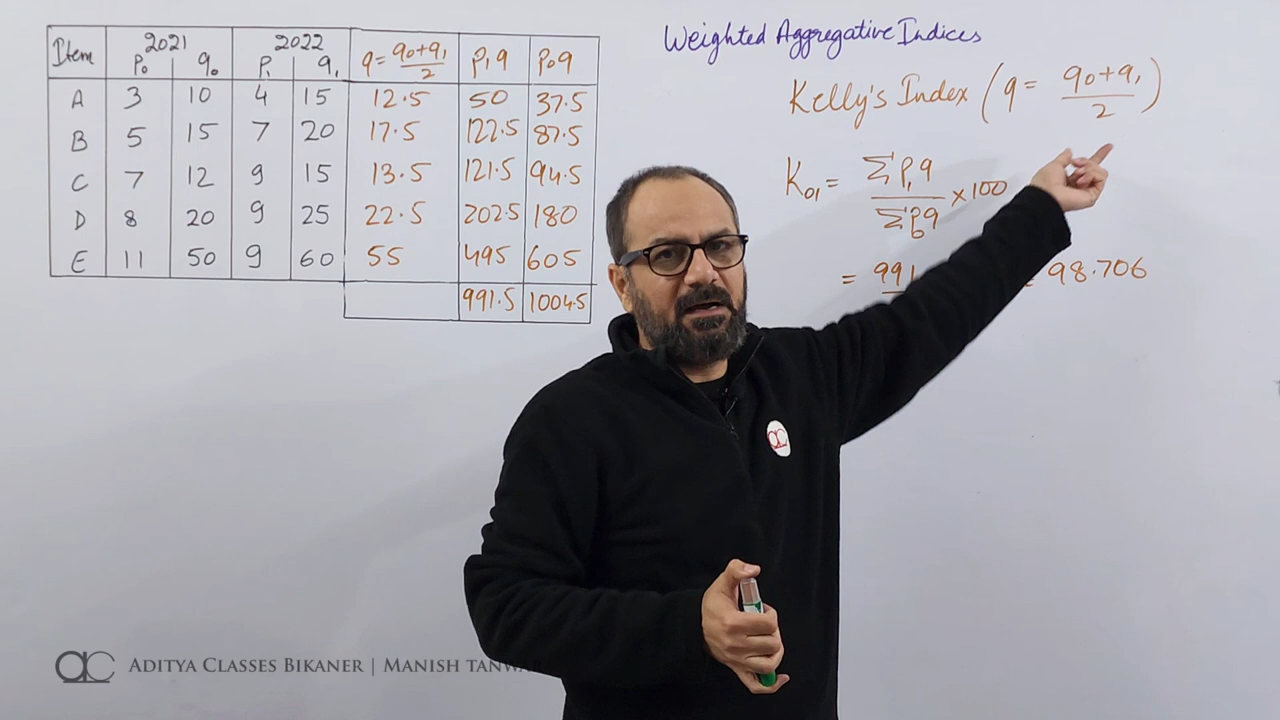 Weighted Aggregative Indices
Item 2021 2022 q = q₀+q₁/2 p₁q p₀q
p₀ q₀ p₁ q₁
A 3 10 4 15 12.5 50 37.5
B 5 15 7 20 17.5 122.5 87.5
C 7 12 9 15 13.5 121.5 94.5
D 8 20 9 25 22.5 202.5 180
E 11 50 9 60 55 495 605
991.5 1004.5
Kelly's Index (q = q₀+q₁/2)
K₀₁ = Σp₁q/Σp₀q × 100
= 991 = 98.706
ac ADITYA CLASSES BIKANER | MANISH